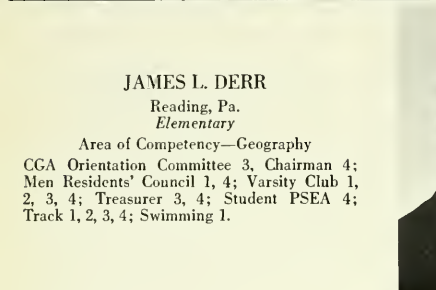 JAMES L. DERR
Reading, Pa.
Elementary
Area of Competency—Geography
CGA Orientation Committee 3, Chairman 4;
Men Residents' Council 1, 4; Varsity Club 1,
2, 3, 4; Treasurer 3, 4; Student PSEA 4;
Track 1, 2, 3, 4; Swimming 1.